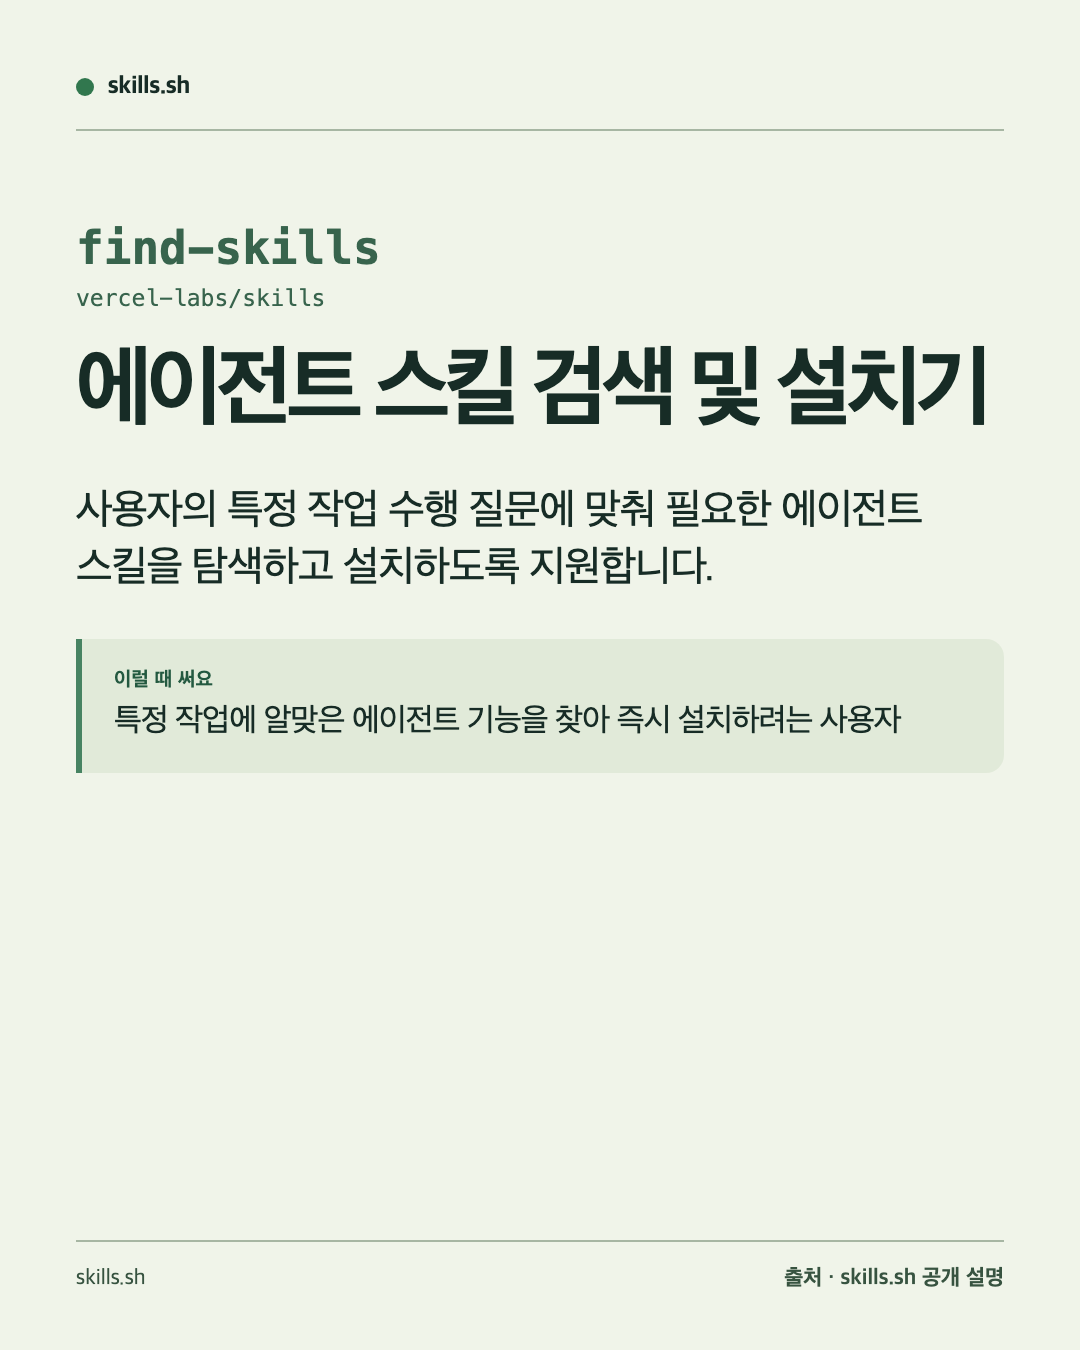 skills.sh
find-skills
vercel-labs/skills
에이전트 스킬 검색 및 설치기
사용자의 특정 작업 수행 질문에 맞춰 필요한 에이전트
스킬을 탐색하고 설치하도록 지원합니다.
이럴 때 써요
특정 작업에 알맞은 에이전트 기능을 찾아 즉시 설치하려는 사용자
skills.sh
출처 · skills.sh 공개 설명